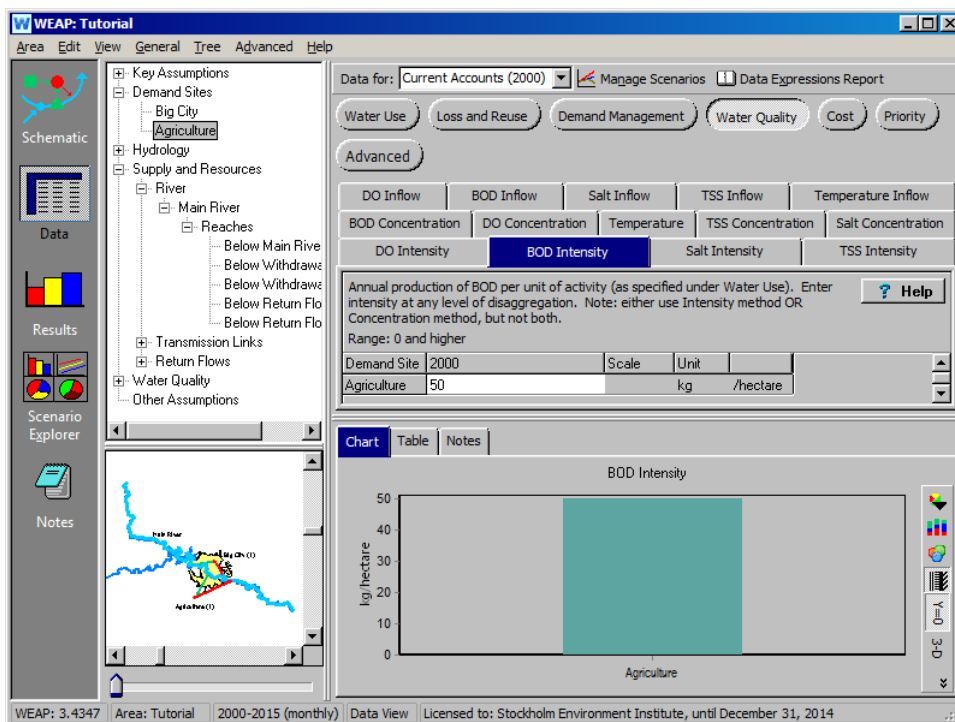 WEAP: Tutorial
Area Edit View General Tree Advanced Help
Schematic
Data
Results
Scenario
Explorer
Notes
Key Assumptions
Demand Sites
Big City
Agriculture
Hydrology
Supply and Resources
River
Main River
Reaches
Below Main Rive
Below Withdrawa
Below Withdrawa
Below Return Flo
Below Return Flo
Transmission Links
Return Flows
Water Quality
Other Assumptions
Main River
Big City (1)
Agriculture (1)
Data for: Current Accounts (2000) Manage Scenarios Data Expressions Report
Water Use Loss and Reuse Demand Management Water Quality Cost Priority
Advanced
DO Inflow BOD Inflow Salt Inflow TSS Inflow Temperature Inflow
BOD Concentration DO Concentration Temperature TSS Concentration Salt Concentration
DO Intensity BOD Intensity Salt Intensity TSS Intensity
Annual production of BOD per unit of activity (as specified under Water Use). Enter
intensity at any level of disaggregation. Note: either use Intensity method OR
Concentration method, but not both.
Range: 0 and higher
? Help
Demand Site 2000 Scale Unit
Agriculture 50 kg /hectare
Chart Table Notes
BOD Intensity
kg/hectare
50
40
30
20
10
0
Agriculture
Y=0
3-D
WEAP: 3.4347 Area: Tutorial 2000-2015 (monthly) Data View Licensed to: Stockholm Environment Institute, until December 31, 2014